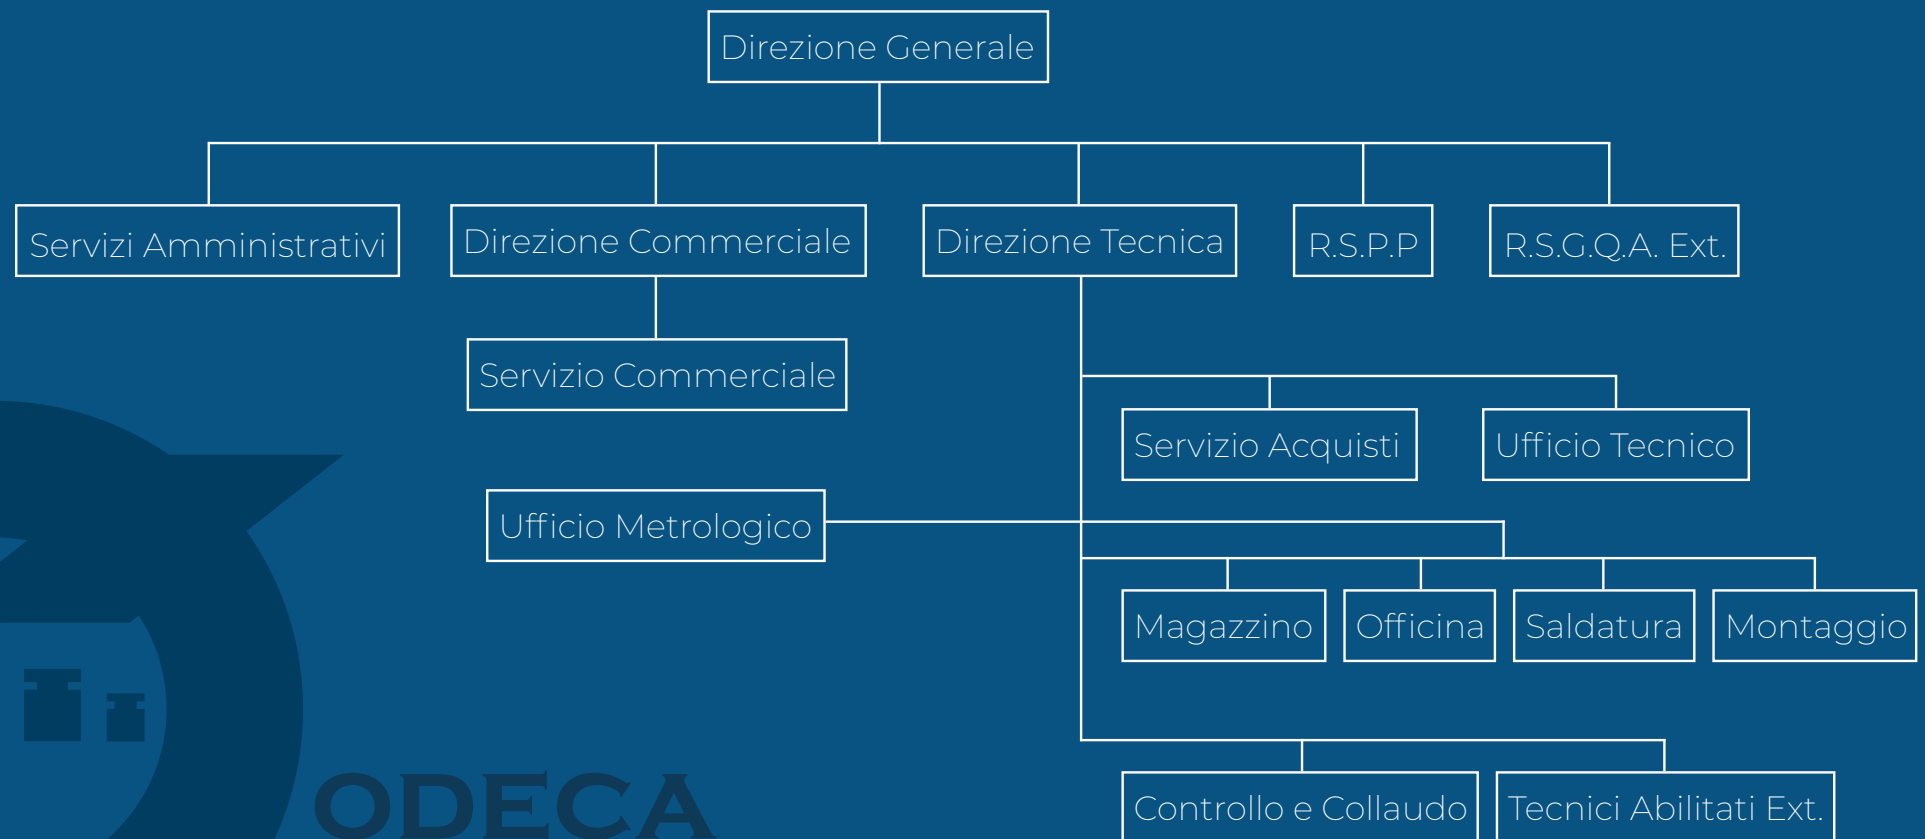 Direzione Generale
Servizi Amministrativi
Direzione Commerciale
Direzione Tecnica
R.S.P.P
R.S.G.Q.A. Ext.
Servizio Commerciale
Servizio Acquisti
Ufficio Tecnico
Ufficio Metrologico
Magazzino
Officina
Saldatura
Montaggio
Controllo e Collaudo
Tecnici Abilitati Ext.
ODECA